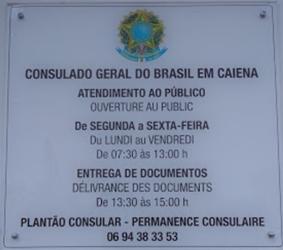 CONSULADO GERAL DO BRASIL EM CAIENA
ATENDIMENTO AO PÚBLICO
OUVERTURE AU PUBLIC
De SEGUNDA a SEXTA-FEIRA
Du LUNDI au VENDREDI
De 07:30 às 13:00 h
ENTREGA DE DOCUMENTOS
DÉLIVRANCE DES DOCUMENTS
De 13:30 às 15:00 h
PLANTÃO CONSULAR - PERMANENCE CONSULAIRE
06 94 38 33 53